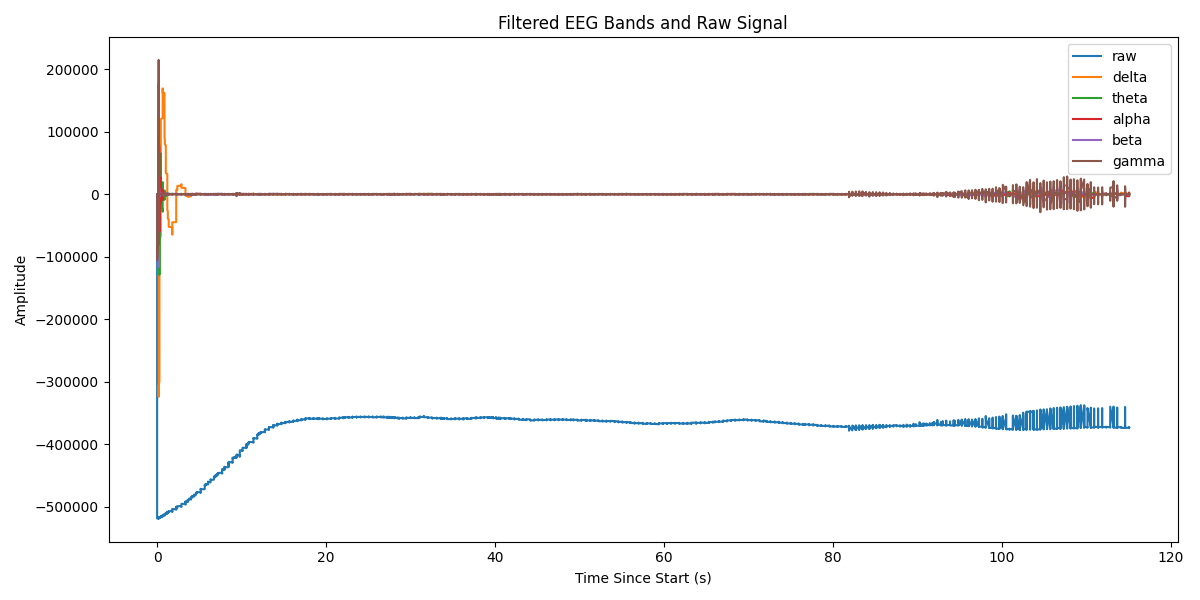 Filtered EEG Bands and Raw Signal
raw
delta
theta
alpha
beta
gamma
Amplitude
200000
100000
0
−100000
−200000
−300000
−400000
−500000
0
20
40
60
80
100
120
Time Since Start (s)